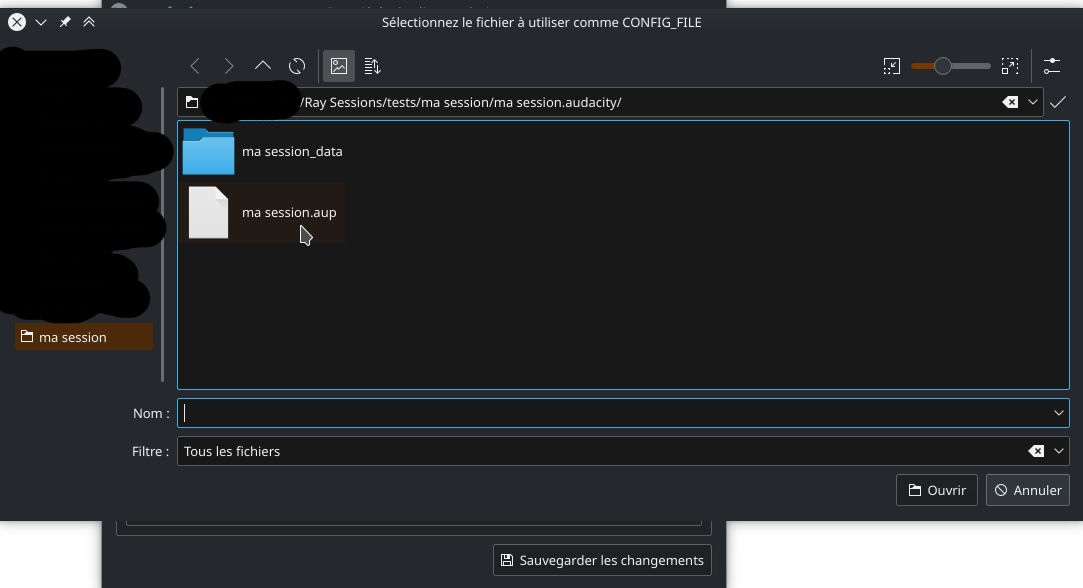 Sélectionnez le fichier à utiliser comme CONFIG_FILE
/Ray Sessions/tests/ma session/ma session.audacity/
ma session_data
ma session.aup
ma session
Nom :
Filtre : Tous les fichiers
Ouvrir Annuler
Sauvegarder les changements